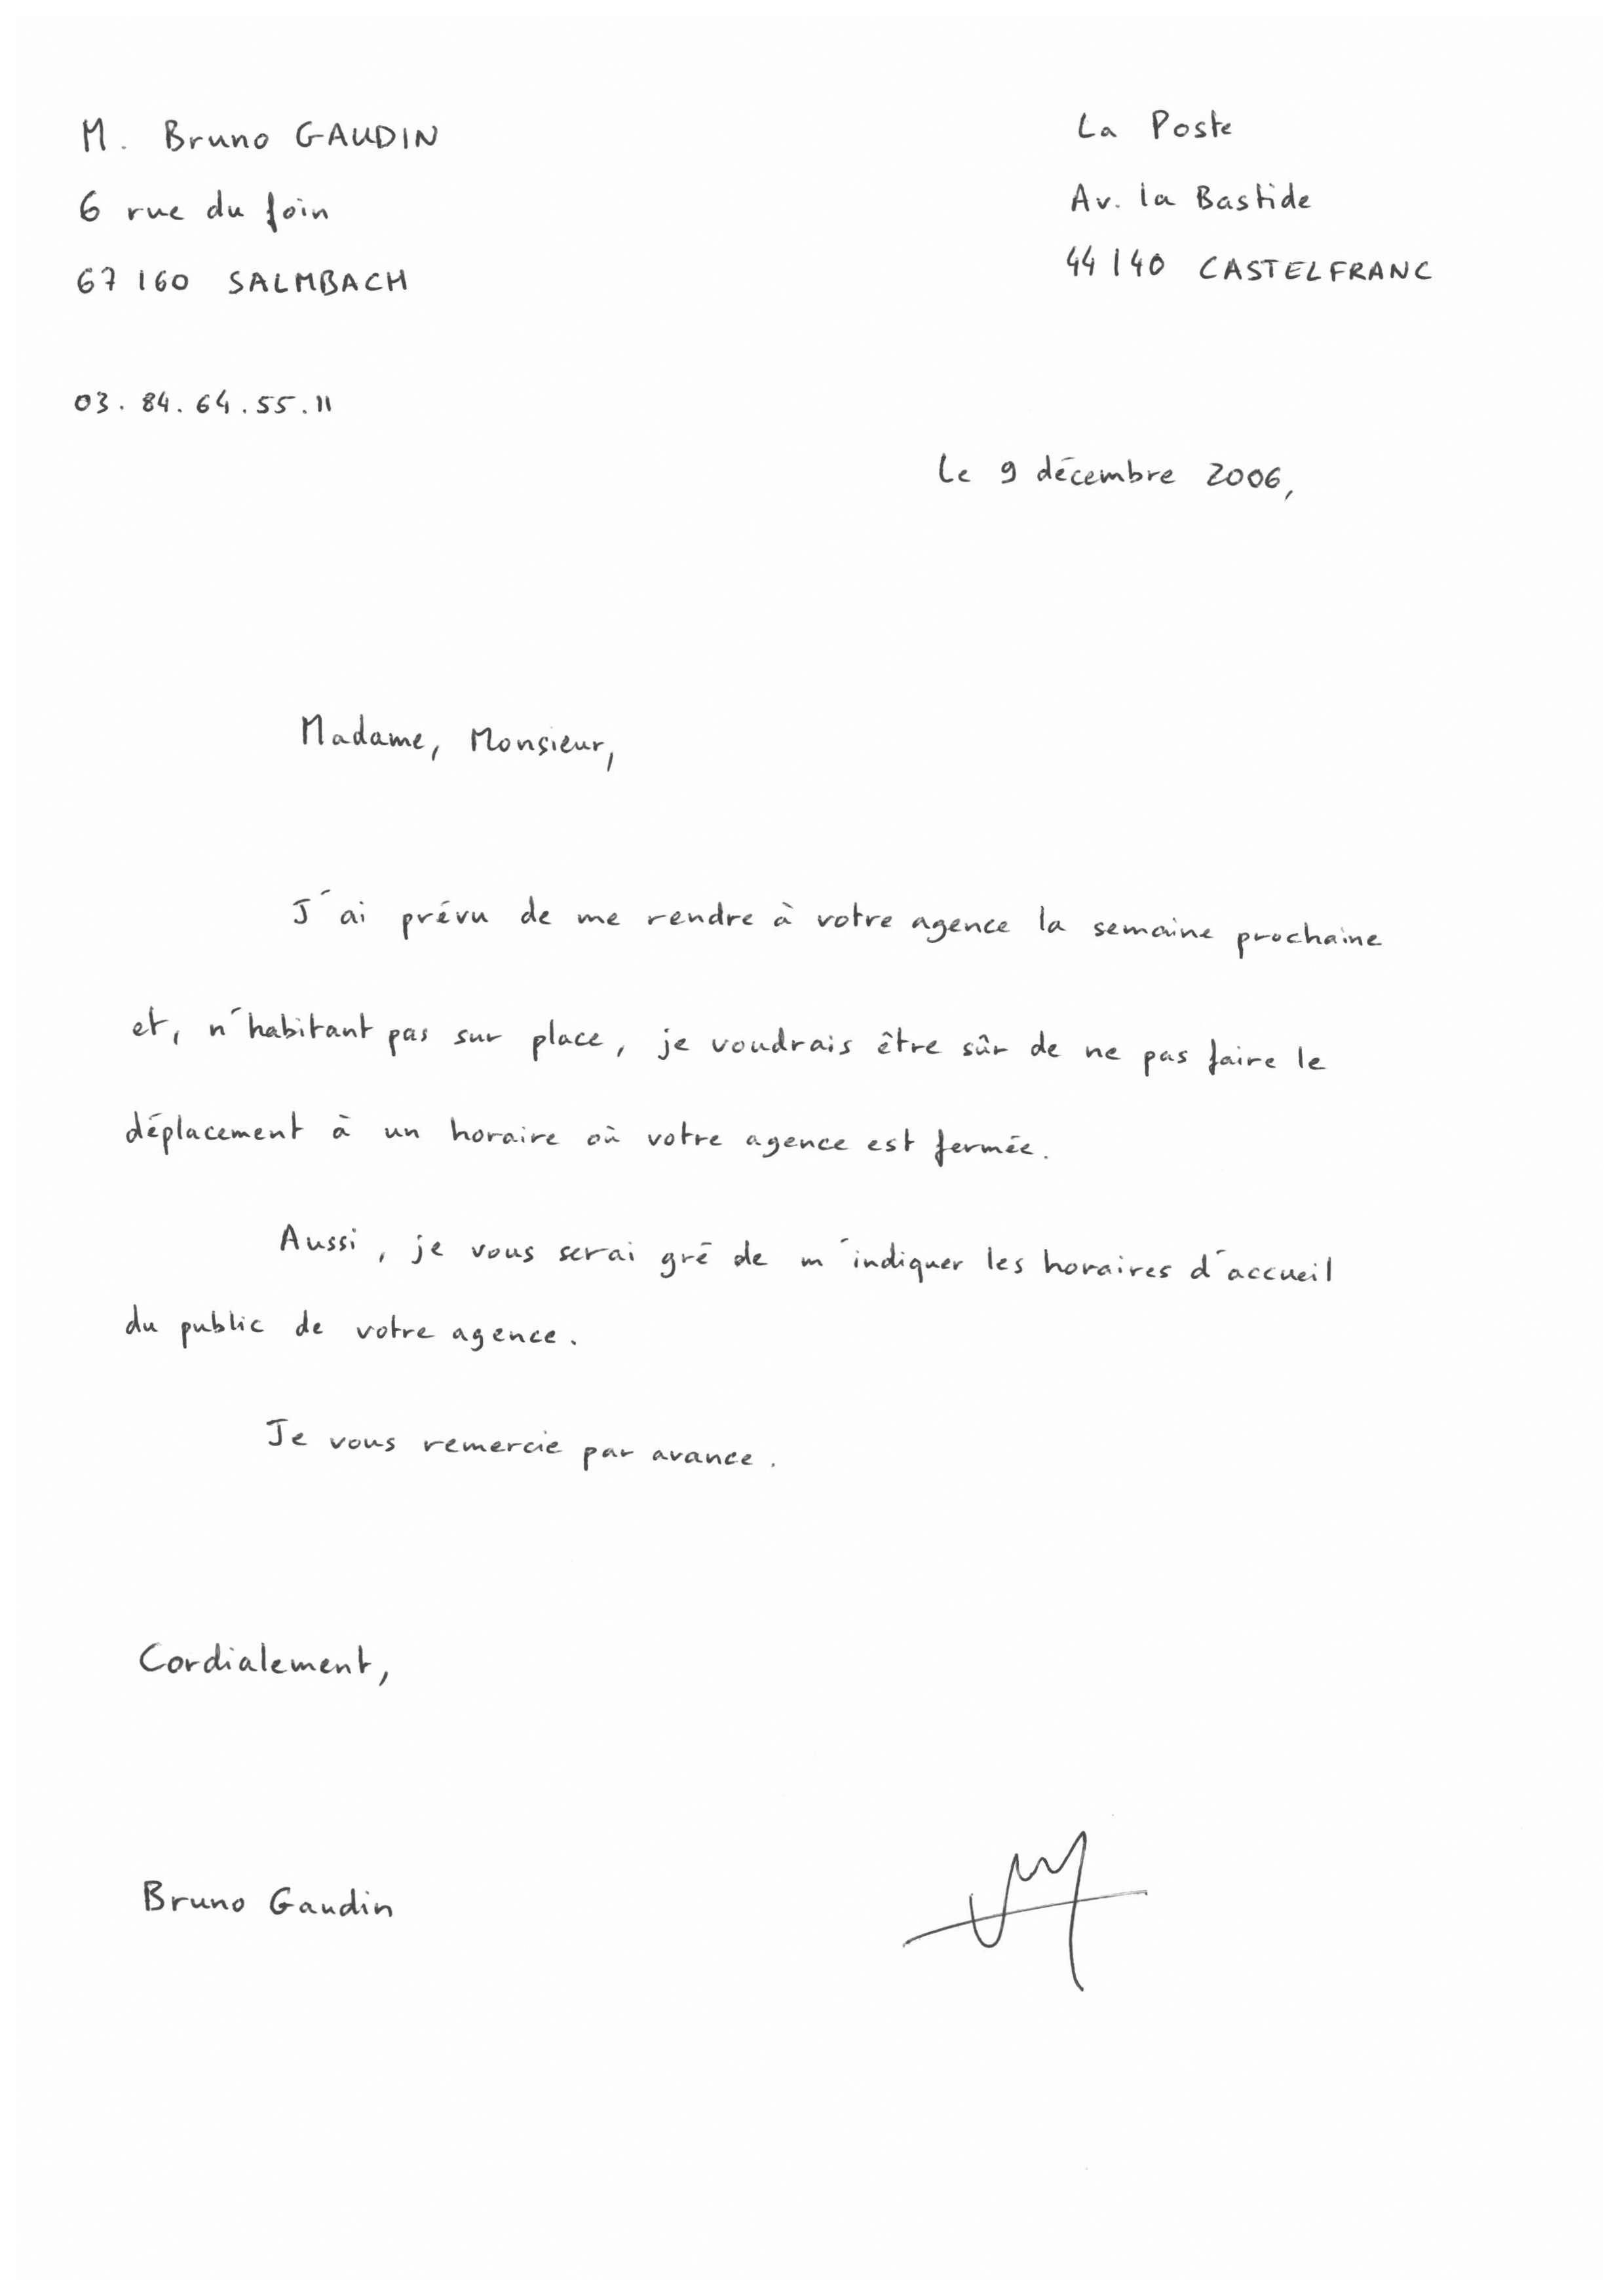 M. Bruno GAUDIN
6 rue du foin
67 160 SALMBACH
03.84.64.55.11
La Poste
Av. la Bastide
44140 CASTELFRANC
Le 9 décembre 2006,
Madame, Monsieur,
J'ai prévu de me rendre à votre agence la semaine prochaine
et, n'habitant pas sur place, je voudrais être sûr de ne pas faire le
déplacement à un horaire où votre agence est fermée.
Aussi, je vous serai gré de m'indiquer les horaires d'accueil
du public de votre agence.
Je vous remercie par avance.
Cordialement,
Bruno Gaudin